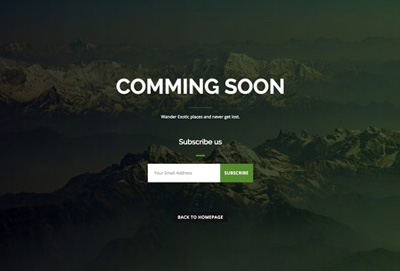 COMMING SOON
Wander Exotic places and never get lost.
Subscribe us
Your Email Address
SUBSCRIBE
BACK TO HOMEPAGE